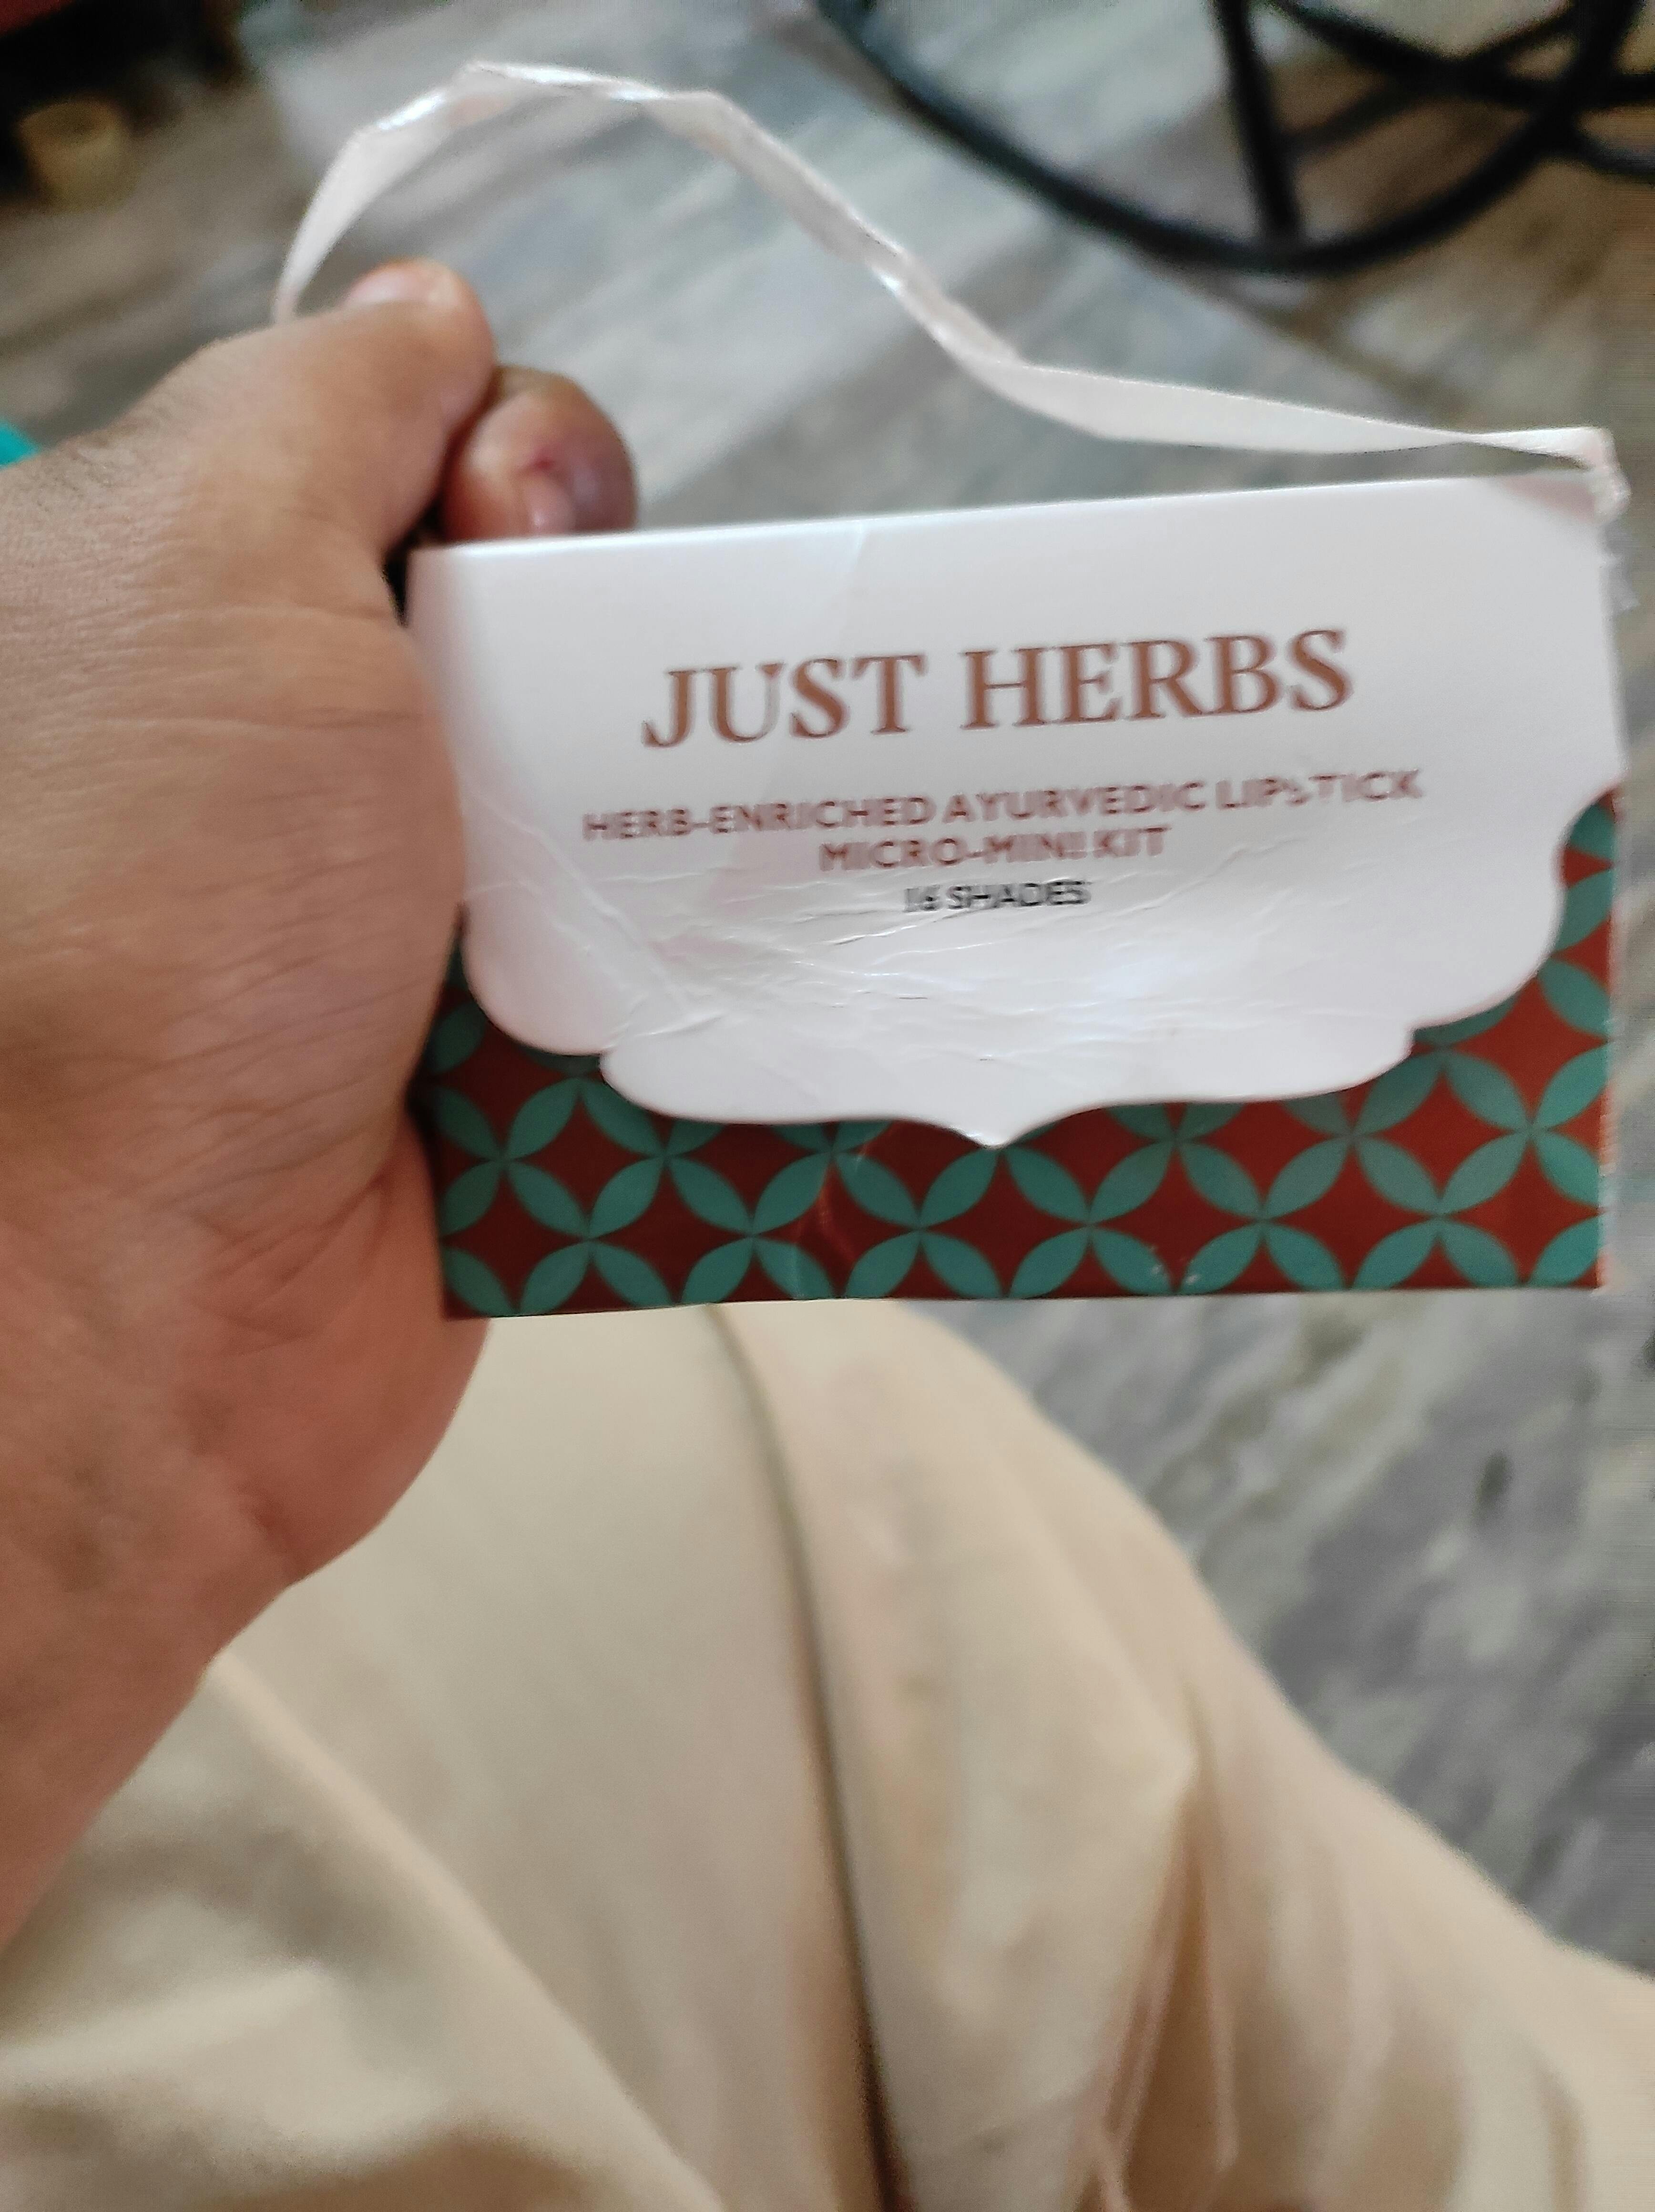 JUST HERBS
HERB-ENRICHED AYURVEDIC LIPSTICK
MICRO-MINI KIT
16 SHADES